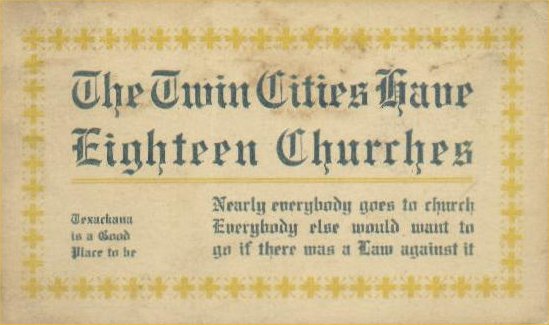 The Twin Cities Have
Eighteen Churches
Texackana
is a Good
Place to be
Nearly everybody goes to church
Everybody else would want to
go if there was a Law against it